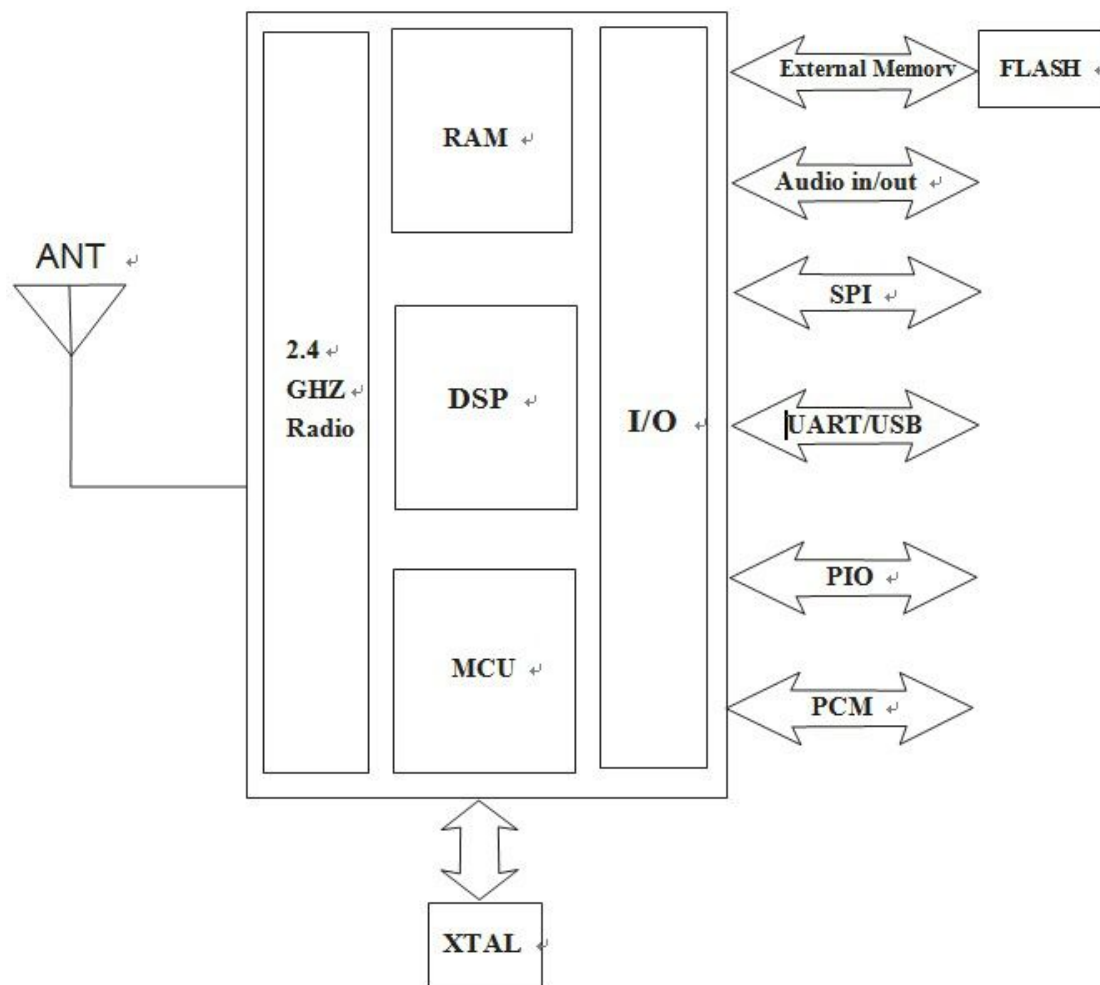 External Memory
FLASH
RAM
Audio in/out
ANT
SPI
2.4
GHZ
Radio
DSP
I/O
UART/USB
PIO
MCU
PCM
XTAL